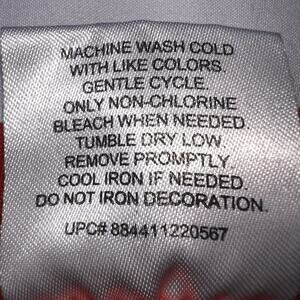 MACHINE WASH COLD
WITH LIKE COLORS.
GENTLE CYCLE.
ONLY NON-CHLORINE
BLEACH WHEN NEEDED.
TUMBLE DRY LOW.
REMOVE PROMPTLY.
COOL IRON IF NEEDED.
DO NOT IRON DECORATION.
UPC# 884411220567